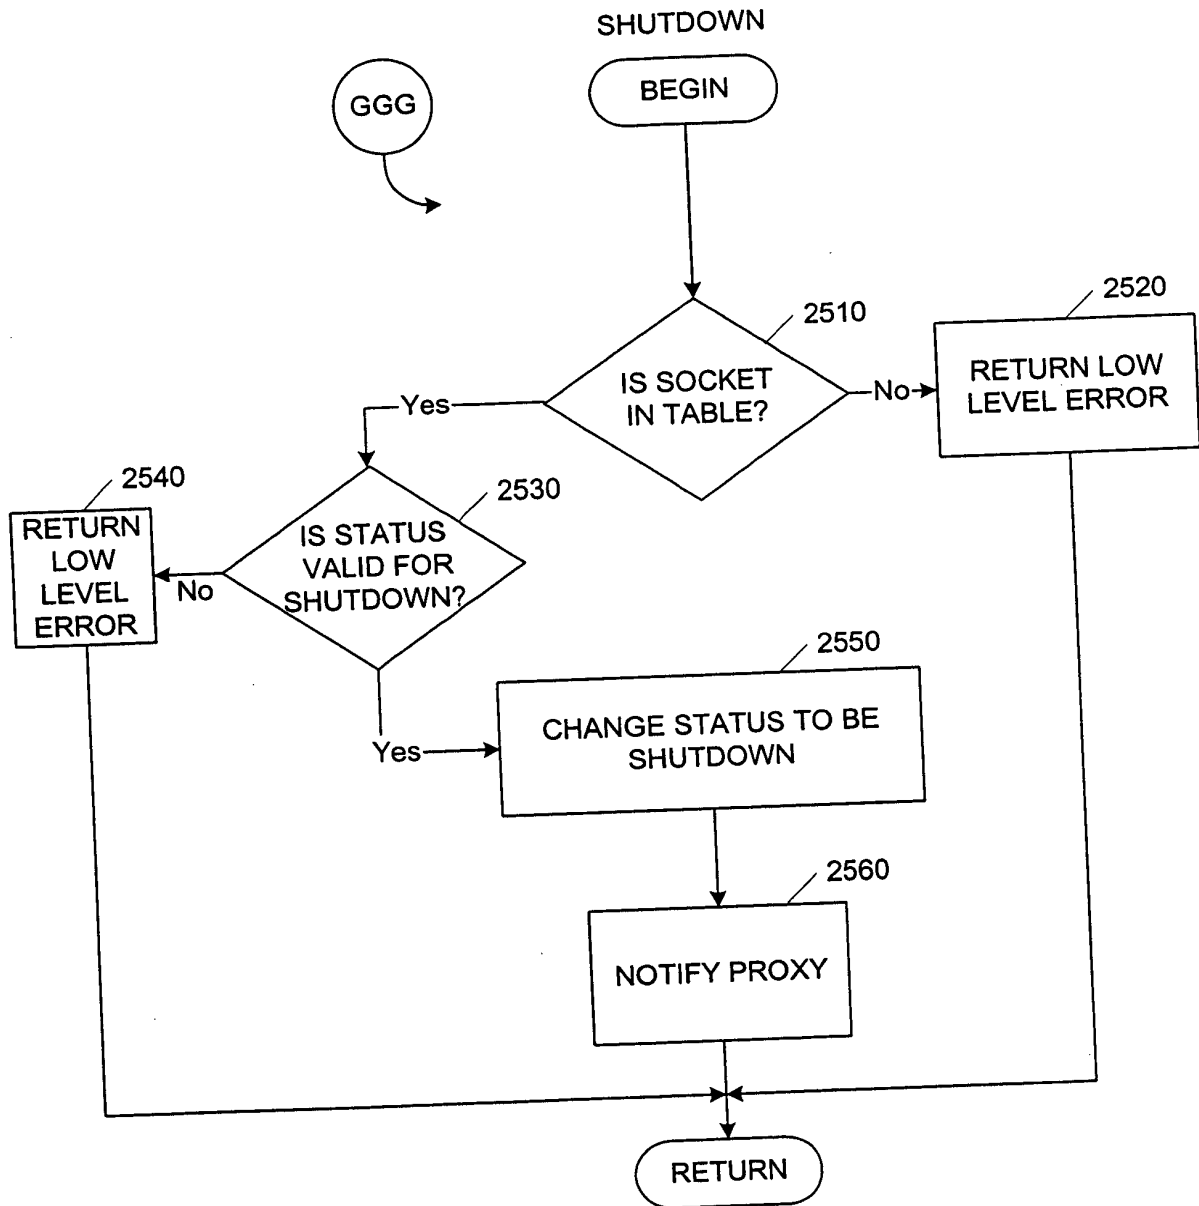 SHUTDOWN
GGG
BEGIN
2510
2520
IS SOCKET
IN TABLE?
No
RETURN LOW
LEVEL ERROR
Yes
2540
2530
RETURN
LOW
LEVEL
ERROR
No
IS STATUS
VALID FOR
SHUTDOWN?
2550
Yes
CHANGE STATUS TO BE
SHUTDOWN
2560
NOTIFY PROXY
RETURN